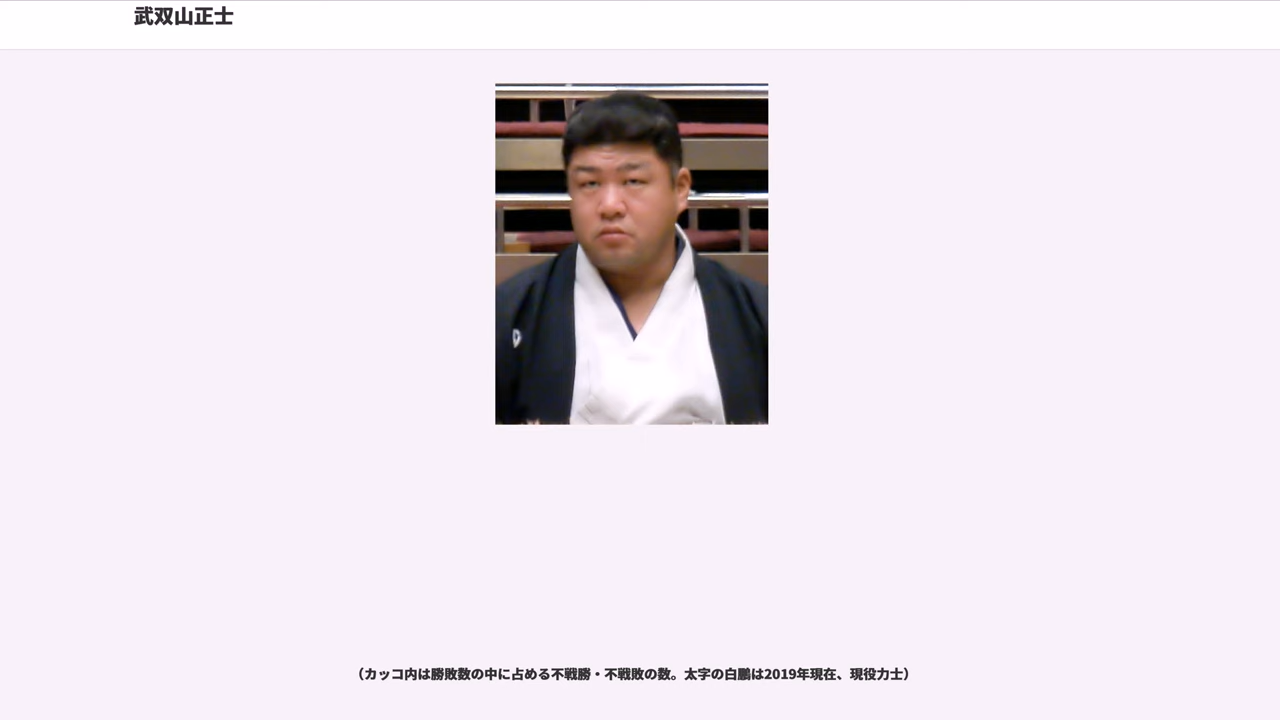 武双山正士
（カッコ内は勝敗数の中に占める不戦勝・不戦敗の数。太字の白鵬は2019年現在、現役力士）